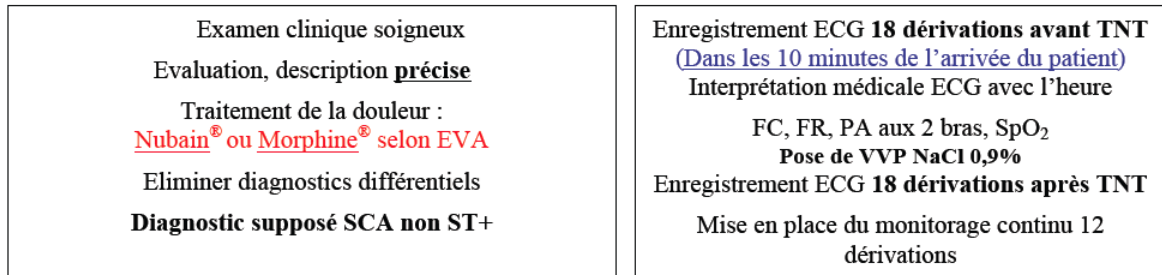 Examen clinique soigneux
Evaluation, description précise
Traitement de la douleur :
Nubain® ou Morphine® selon EVA
Eliminer diagnostics différentiels
Diagnostic supposé SCA non ST+
Enregistrement ECG 18 dérivations avant TNT
(Dans les 10 minutes de l’arrivée du patient)
Interprétation médicale ECG avec l’heure
FC, FR, PA aux 2 bras, SpO₂
Pose de VVP NaCl 0,9%
Enregistrement ECG 18 dérivations après TNT
Mise en place du monitorage continu 12
dérivations